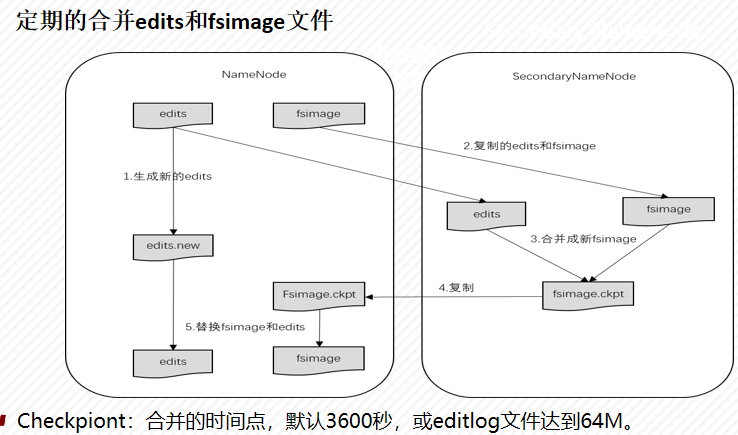 定期的合并edits和fsimage文件
NameNode
SecondaryNameNode
edits
fsimage
2.复制的edits和fsimage
1.生成新的edits
edits
fsimage
3.合并成新fsimage
edits.new
4.复制
Fsimage.ckpt
fsimage.ckpt
5.替换fsimage和edits
edits
fsimage
Checkpiont：合并的时间点，默认3600秒，或editlog文件达到64M。